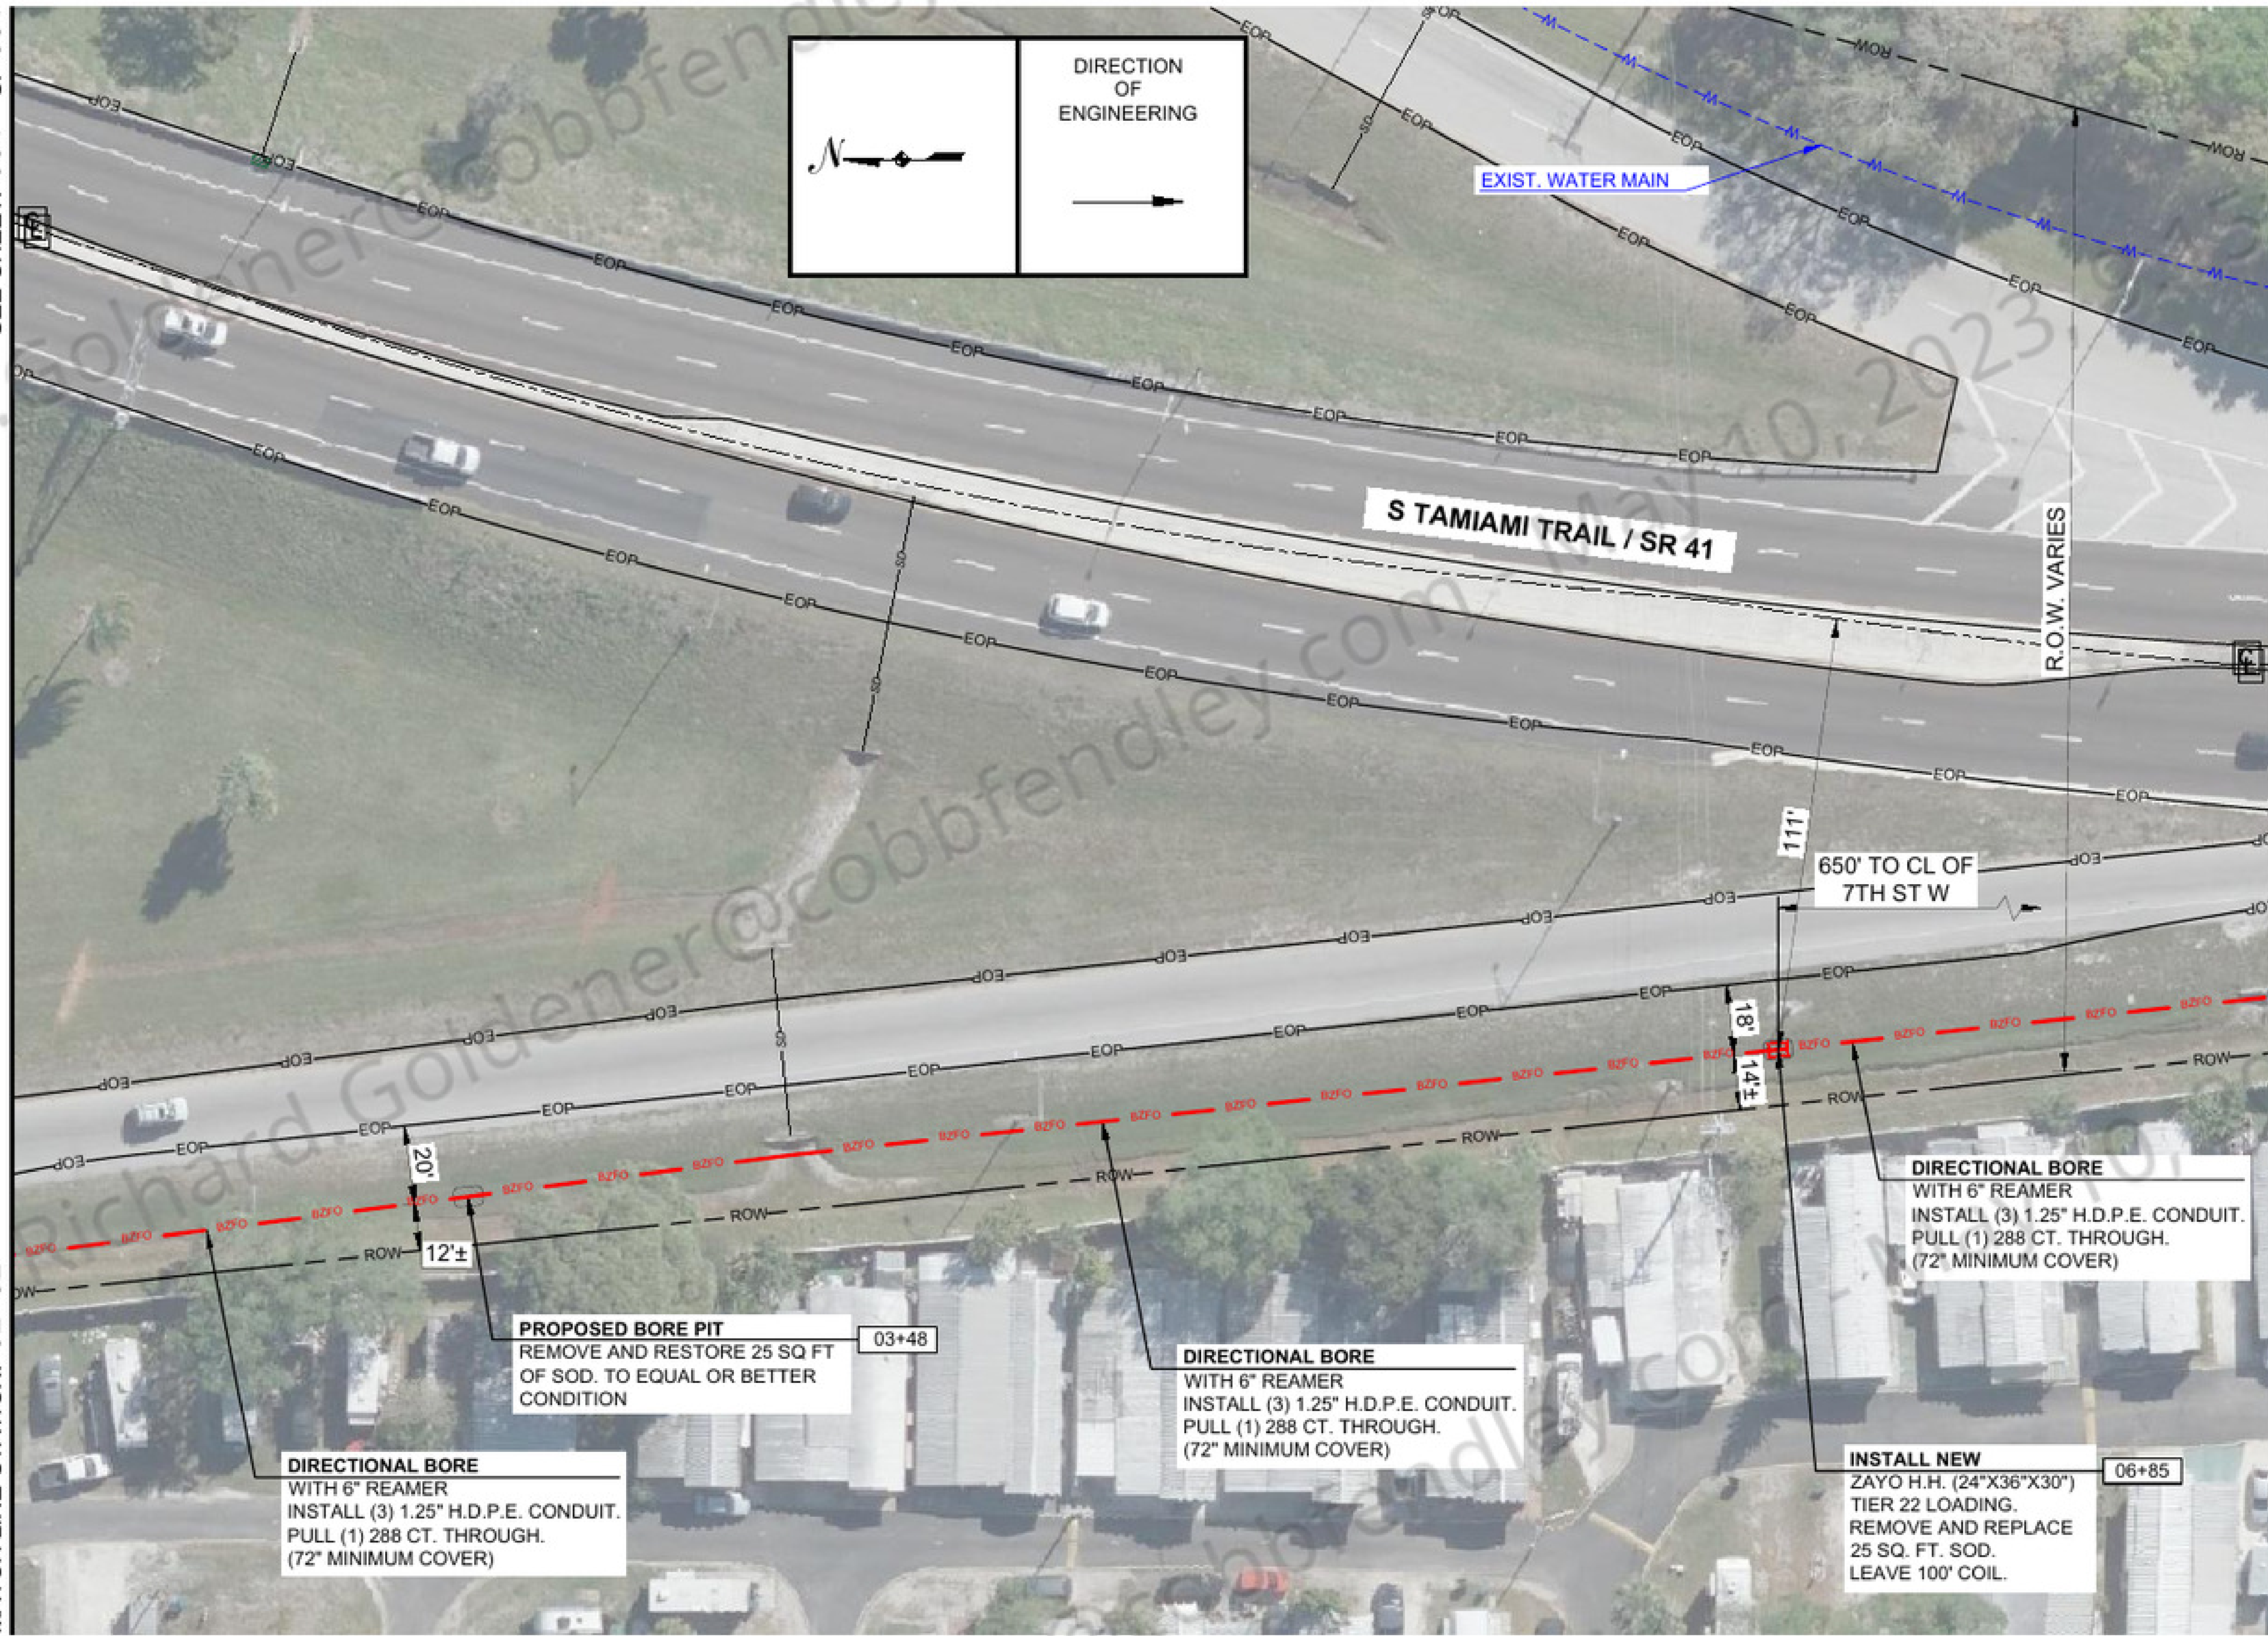 DIRECTION
OF
ENGINEERING
N
EXIST. WATER MAIN
S TAMIAMI TRAIL / SR 41
R.O.W. VARIES
111'
650' TO CL OF
7TH ST W
18'
14'±
20'
12'±
EOP
SD
W
ROW
BZFO
PROPOSED BORE PIT
REMOVE AND RESTORE 25 SQ FT
OF SOD. TO EQUAL OR BETTER
CONDITION
03+48
DIRECTIONAL BORE
WITH 6" REAMER
INSTALL (3) 1.25" H.D.P.E. CONDUIT.
PULL (1) 288 CT. THROUGH.
(72" MINIMUM COVER)
DIRECTIONAL BORE
WITH 6" REAMER
INSTALL (3) 1.25" H.D.P.E. CONDUIT.
PULL (1) 288 CT. THROUGH.
(72" MINIMUM COVER)
DIRECTIONAL BORE
WITH 6" REAMER
INSTALL (3) 1.25" H.D.P.E. CONDUIT.
PULL (1) 288 CT. THROUGH.
(72" MINIMUM COVER)
INSTALL NEW
ZAYO H.H. (24"X36"X30")
TIER 22 LOADING.
REMOVE AND REPLACE
25 SQ. FT. SOD.
LEAVE 100' COIL.
06+85
Richard.Goldener@cobbfendley.com, May 10, 2023,